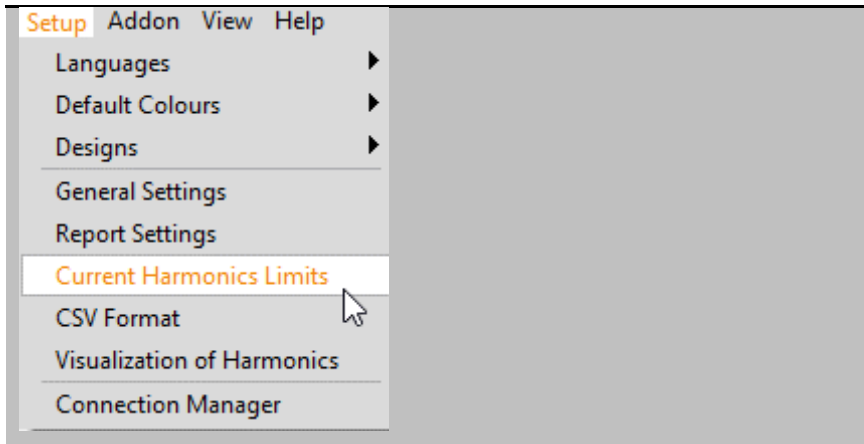 Setup Addon View Help
Languages
Default Colours
Designs
General Settings
Report Settings
Current Harmonics Limits
CSV Format
Visualization of Harmonics
Connection Manager